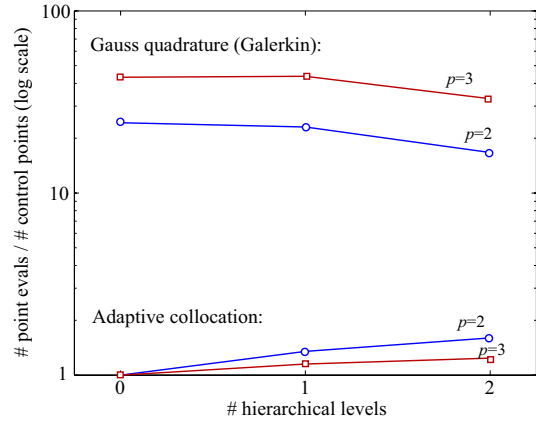 # point evals / # control points (log scale)
100
10
1
Gauss quadrature (Galerkin):
p=3
p=2
Adaptive collocation:
p=2
p=3
0 1 2
# hierarchical levels